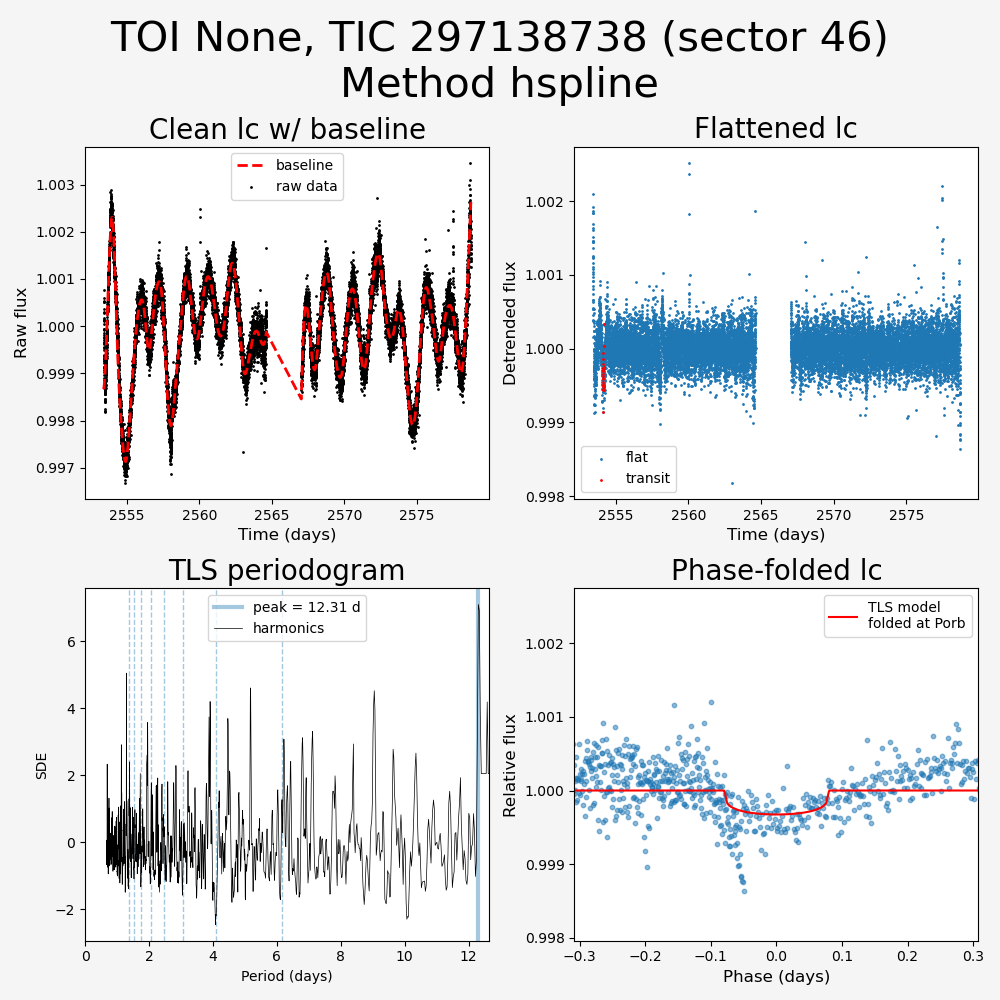 TOI None, TIC 297138738 (sector 46)
Method hspline
Clean lc w/ baseline
baseline
raw data
1.003
1.002
1.001
1.000
0.999
0.998
0.997
Raw flux
2555
2560
2565
2570
2575
Time (days)
Flattened lc
1.002
1.001
1.000
0.999
0.998
Detrended flux
flat
transit
2555
2560
2565
2570
2575
Time (days)
TLS periodogram
peak = 12.31 d
harmonics
6
4
2
0
−2
SDE
0
2
4
6
8
10
12
Period (days)
Phase-folded lc
TLS model
folded at Porb
1.002
1.001
1.000
0.999
0.998
Relative flux
−0.3
−0.2
−0.1
0.0
0.1
0.2
0.3
Phase (days)